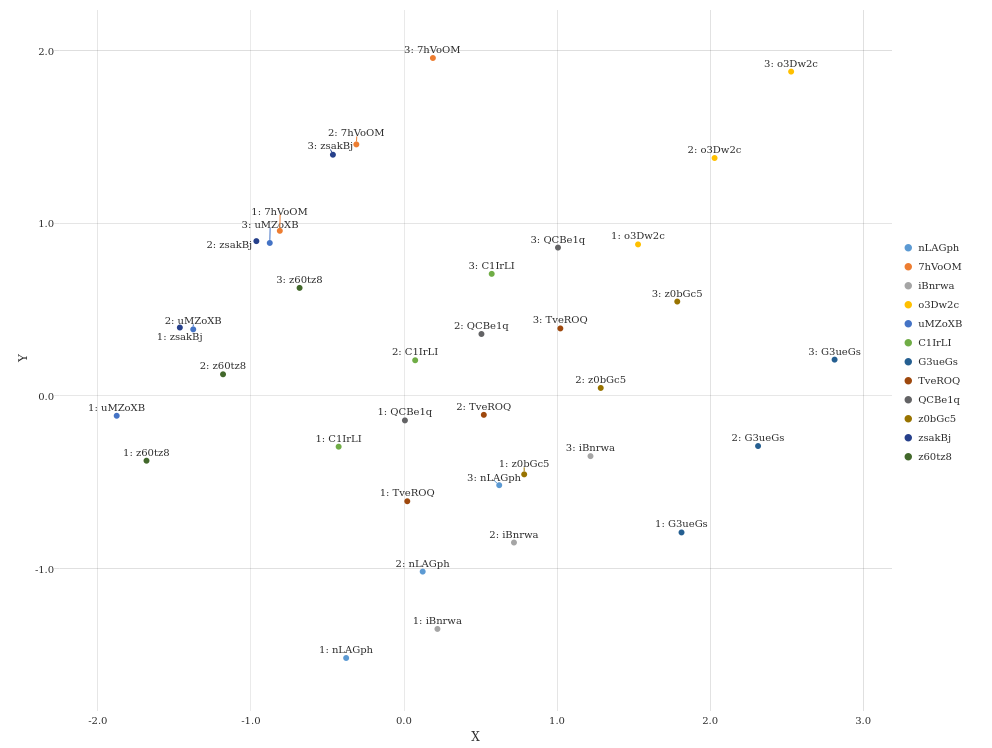 3: 7hVoOM
2.0
3: o3Dw2c
2: 7hVoOM
3: zsakBj
2: o3Dw2c
1: 7hVoOM
3: uMZoXB
1.0
2: zsakBj
3: QCBe1q
1: o3Dw2c
nLAGph
3: C1IrLI
7hVoOM
3: z60tz8
iBnrwa
3: z0bGc5
o3Dw2c
2: uMZoXB
1: zsakBj
2: QCBe1q
3: TveROQ
uMZoXB
C1IrLI
2: C1IrLI
3: G3ueGs
G3ueGs
Y
2: z60tz8
2: z0bGc5
TveROQ
0.0
QCBe1q
1: uMZoXB
1: QCBe1q
2: TveROQ
z0bGc5
1: C1IrLI
2: G3ueGs
zsakBj
1: z60tz8
3: iBnrwa
z60tz8
1: z0bGc5
3: nLAGph
1: TveROQ
1: G3ueGs
2: iBnrwa
2: nLAGph
-1.0
1: iBnrwa
1: nLAGph
-2.0
-1.0
0.0
1.0
2.0
3.0
X